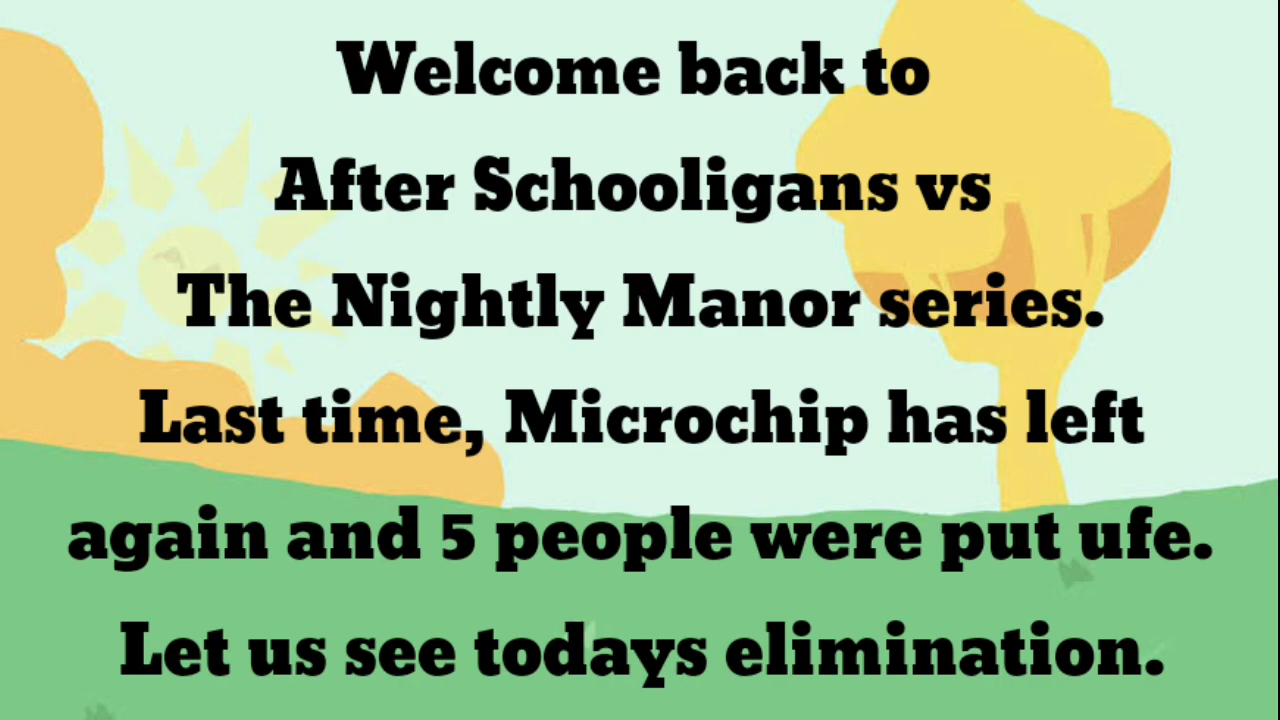 Welcome back to
After Schooligans vs
The Nightly Manor series.
Last time, Microchip has left
again and 5 people were put ufe.
Let us see todays elimination.